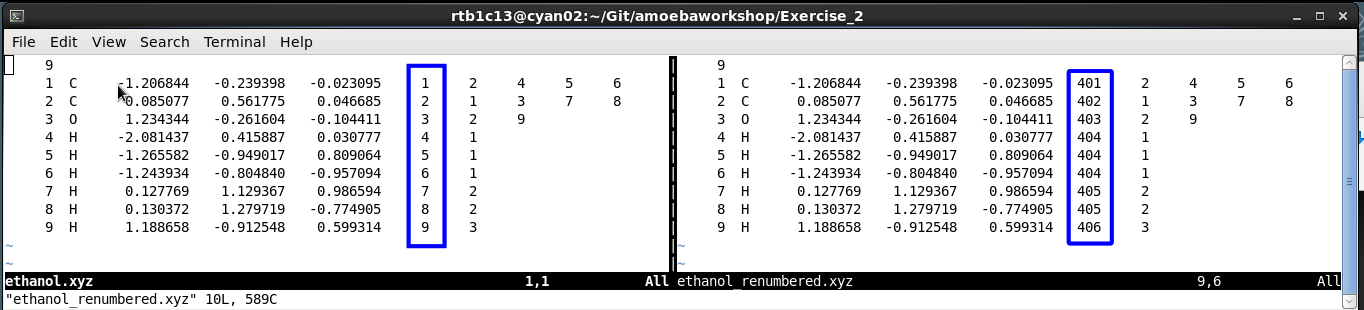 rtb1c13@cyan02:~/Git/amoebaworkshop/Exercise_2
File Edit View Search Terminal Help
9 9
1 C -1.206844 -0.239398 -0.023095 1 2 4 5 6 1 C -1.206844 -0.239398 -0.023095 401 2 4 5 6
2 C 0.085077 0.561775 0.046685 2 1 3 7 8 2 C 0.085077 0.561775 0.046685 402 1 3 7 8
3 O 1.234344 -0.261604 -0.104411 3 2 9 3 O 1.234344 -0.261604 -0.104411 403 2 9
4 H -2.081437 0.415887 0.030777 4 1 4 H -2.081437 0.415887 0.030777 404 1
5 H -1.265582 -0.949017 0.809064 5 1 5 H -1.265582 -0.949017 0.809064 404 1
6 H -1.243934 -0.804840 -0.957094 6 1 6 H -1.243934 -0.804840 -0.957094 404 1
7 H 0.127769 1.129367 0.986594 7 2 7 H 0.127769 1.129367 0.986594 405 2
8 H 0.130372 1.279719 -0.774905 8 2 8 H 0.130372 1.279719 -0.774905 405 2
9 H 1.188658 -0.912548 0.599314 9 3 9 H 1.188658 -0.912548 0.599314 406 3
~ ~
~ ~
ethanol.xyz 1,1 All ethanol_renumbered.xyz 9,6 All
"ethanol_renumbered.xyz" 10L, 589C